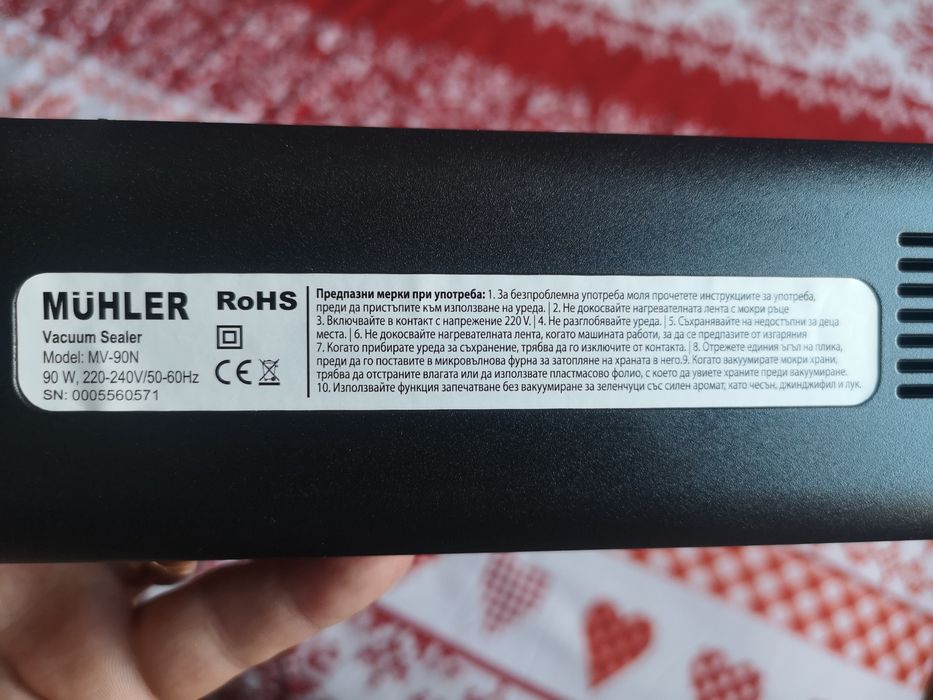 MÜHLER
Vacuum Sealer
Model: MV-90N
90 W, 220-240V/50-60Hz
SN: 0005560571
RoHS
CE
Предпазни мерки при употреба: 1. За безпроблемна употреба моля прочетете инструкциите за употреба,
преди да пристъпите към използване на уреда. | 2. Не докосвайте нагревателната лента с мокри ръце
3. Включвайте в контакт с напрежение 220 V. | 4. Не разглобявайте уреда. | 5. Съхранявайте на недостъпни за деца
места. | 6. Не докосвайте нагревателната лента, когато машината работи, за да се предпазите от изгаряния
7. Когато прибирате уреда за съхранение, трябва да го изключите от контакта. | 8. Отрежете единия ъгъл на плика,
преди да го поставите в микровълнова фурна за затопляне на храната в него.9. Когато вакуумирате мокри храни,
трябва да отстраните влагата или да използвате пластмасово фолио, с което да увиете храните преди вакуумиране.
10. Използвайте функция запечатване без вакуумиране за зеленчуци със силен аромат, като чесън, джинджифил и лук.